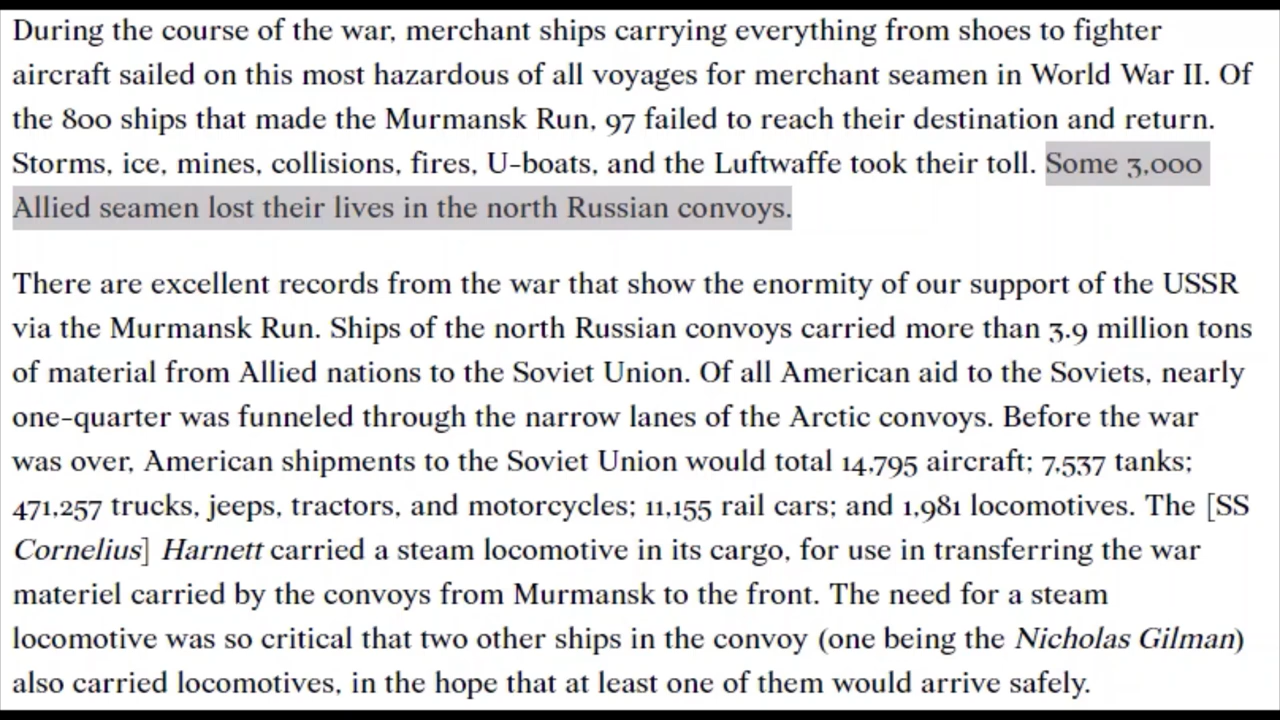 During the course of the war, merchant ships carrying everything from shoes to fighter
aircraft sailed on this most hazardous of all voyages for merchant seamen in World War II. Of
the 800 ships that made the Murmansk Run, 97 failed to reach their destination and return.
Storms, ice, mines, collisions, fires, U-boats, and the Luftwaffe took their toll. Some 3,000
Allied seamen lost their lives in the north Russian convoys.
There are excellent records from the war that show the enormity of our support of the USSR
via the Murmansk Run. Ships of the north Russian convoys carried more than 3.9 million tons
of material from Allied nations to the Soviet Union. Of all American aid to the Soviets, nearly
one-quarter was funneled through the narrow lanes of the Arctic convoys. Before the war
was over, American shipments to the Soviet Union would total 14,795 aircraft; 7,537 tanks;
471,257 trucks, jeeps, tractors, and motorcycles; 11,155 rail cars; and 1,981 locomotives. The [SS
Cornelius] Harnett carried a steam locomotive in its cargo, for use in transferring the war
materiel carried by the convoys from Murmansk to the front. The need for a steam
locomotive was so critical that two other ships in the convoy (one being the Nicholas Gilman)
also carried locomotives, in the hope that at least one of them would arrive safely.